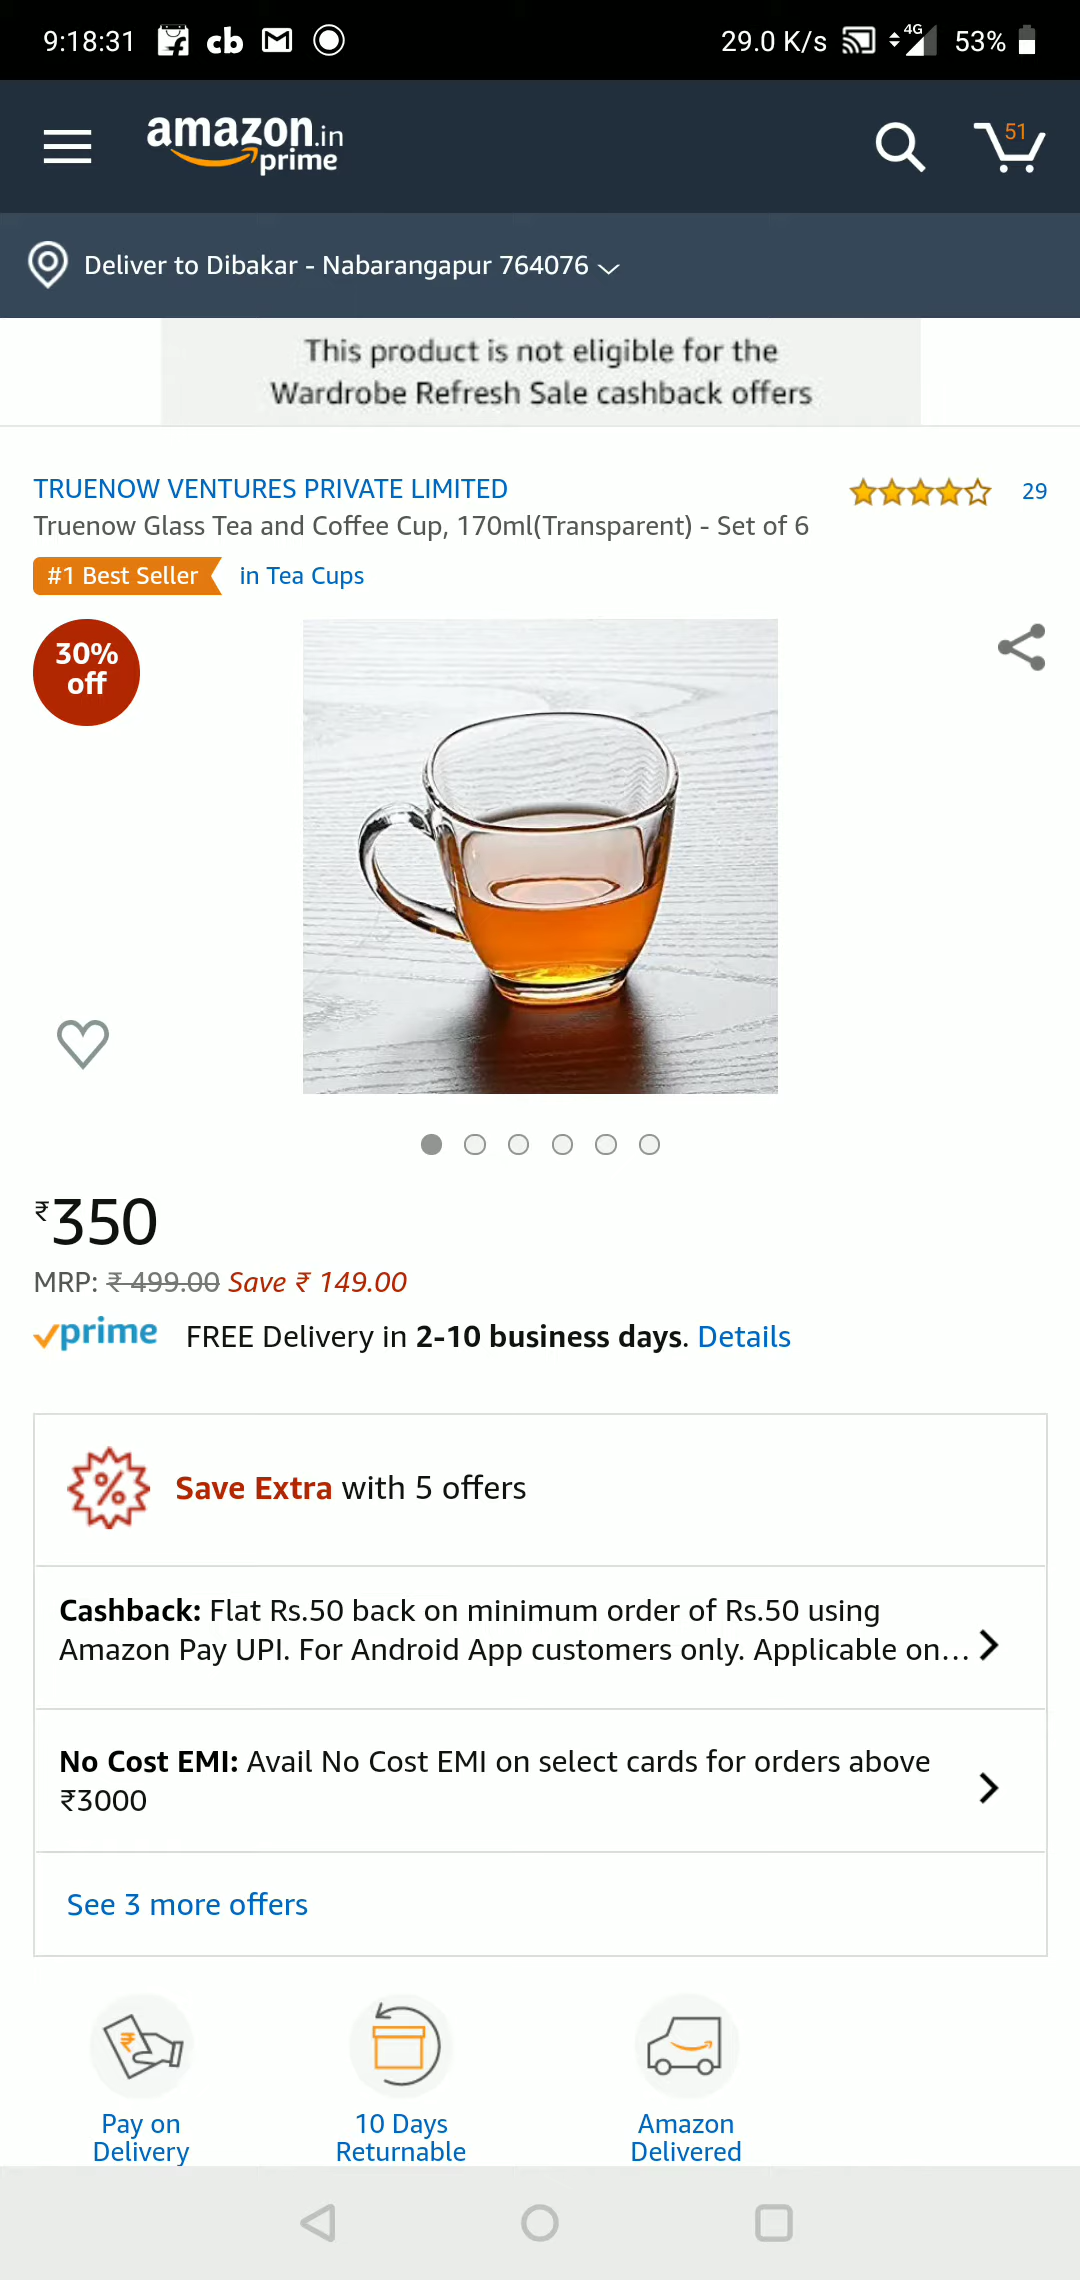 9:18:31 cb 29.0 K/s 4G 53%
amazon.in
prime
51
Deliver to Dibakar - Nabarangapur 764076
This product is not eligible for the
Wardrobe Refresh Sale cashback offers
TRUENOW VENTURES PRIVATE LIMITED 29
Truenow Glass Tea and Coffee Cup, 170ml(Transparent) - Set of 6
#1 Best Seller in Tea Cups
30%
off
₹350
MRP: ₹ 499.00 Save ₹ 149.00
prime FREE Delivery in 2-10 business days. Details
% Save Extra with 5 offers
Cashback: Flat Rs.50 back on minimum order of Rs.50 using
Amazon Pay UPI. For Android App customers only. Applicable on...
No Cost EMI: Avail No Cost EMI on select cards for orders above
₹3000
See 3 more offers
₹
Pay on
Delivery
10 Days
Returnable
Amazon
Delivered